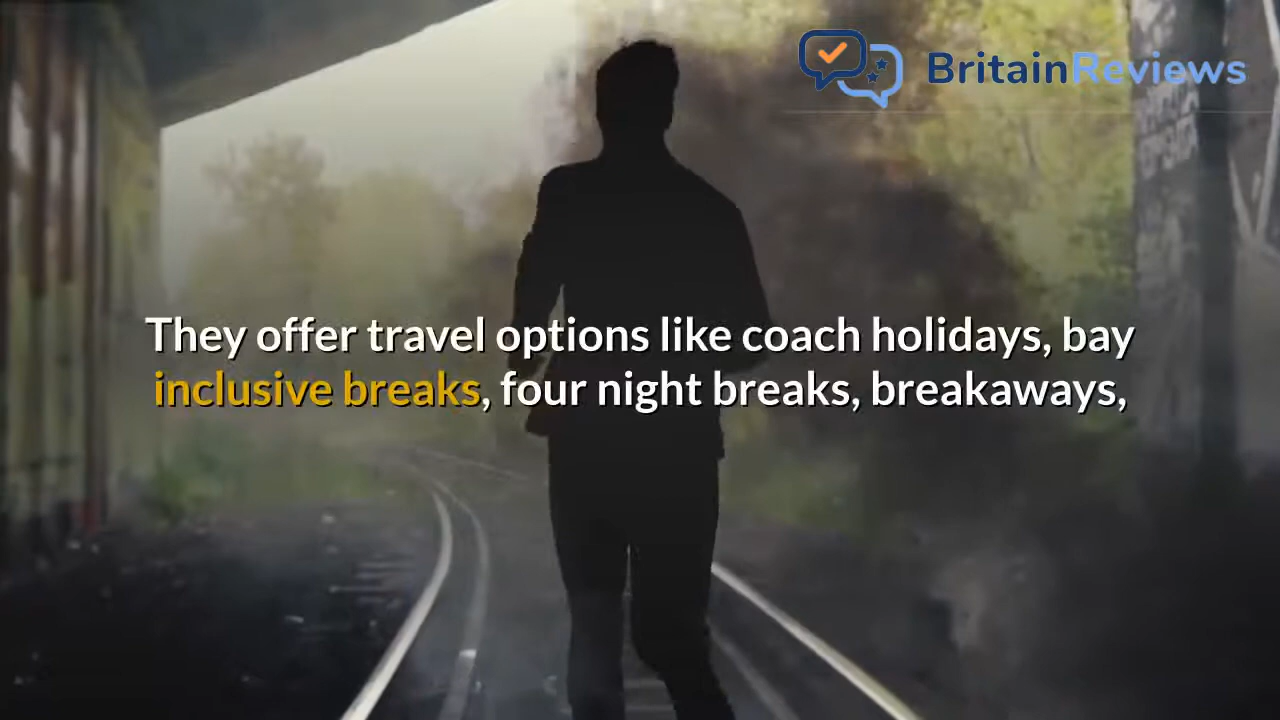 BritainReviews
They offer travel options like coach holidays, bay
inclusive breaks, four night breaks, breakaways,